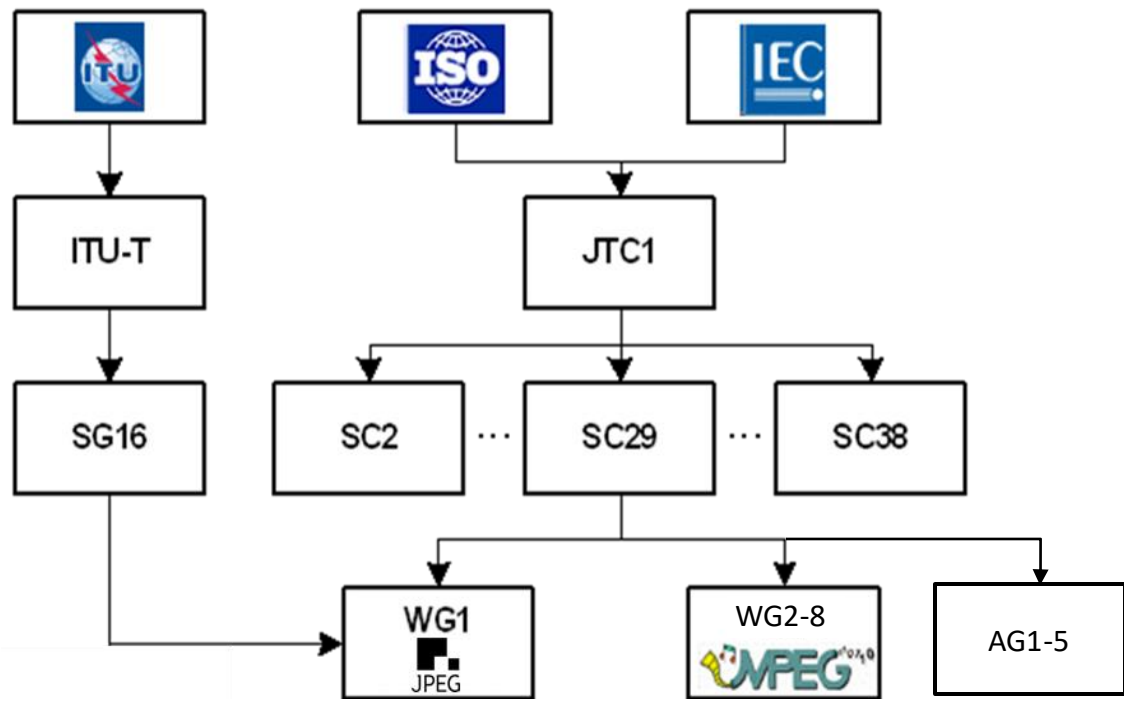 ITU
ISO
IEC
ITU-T
JTC1
SG16
SC2
...
SC29
...
SC38
WG1
JPEG
WG2-8
MPEG
AG1-5